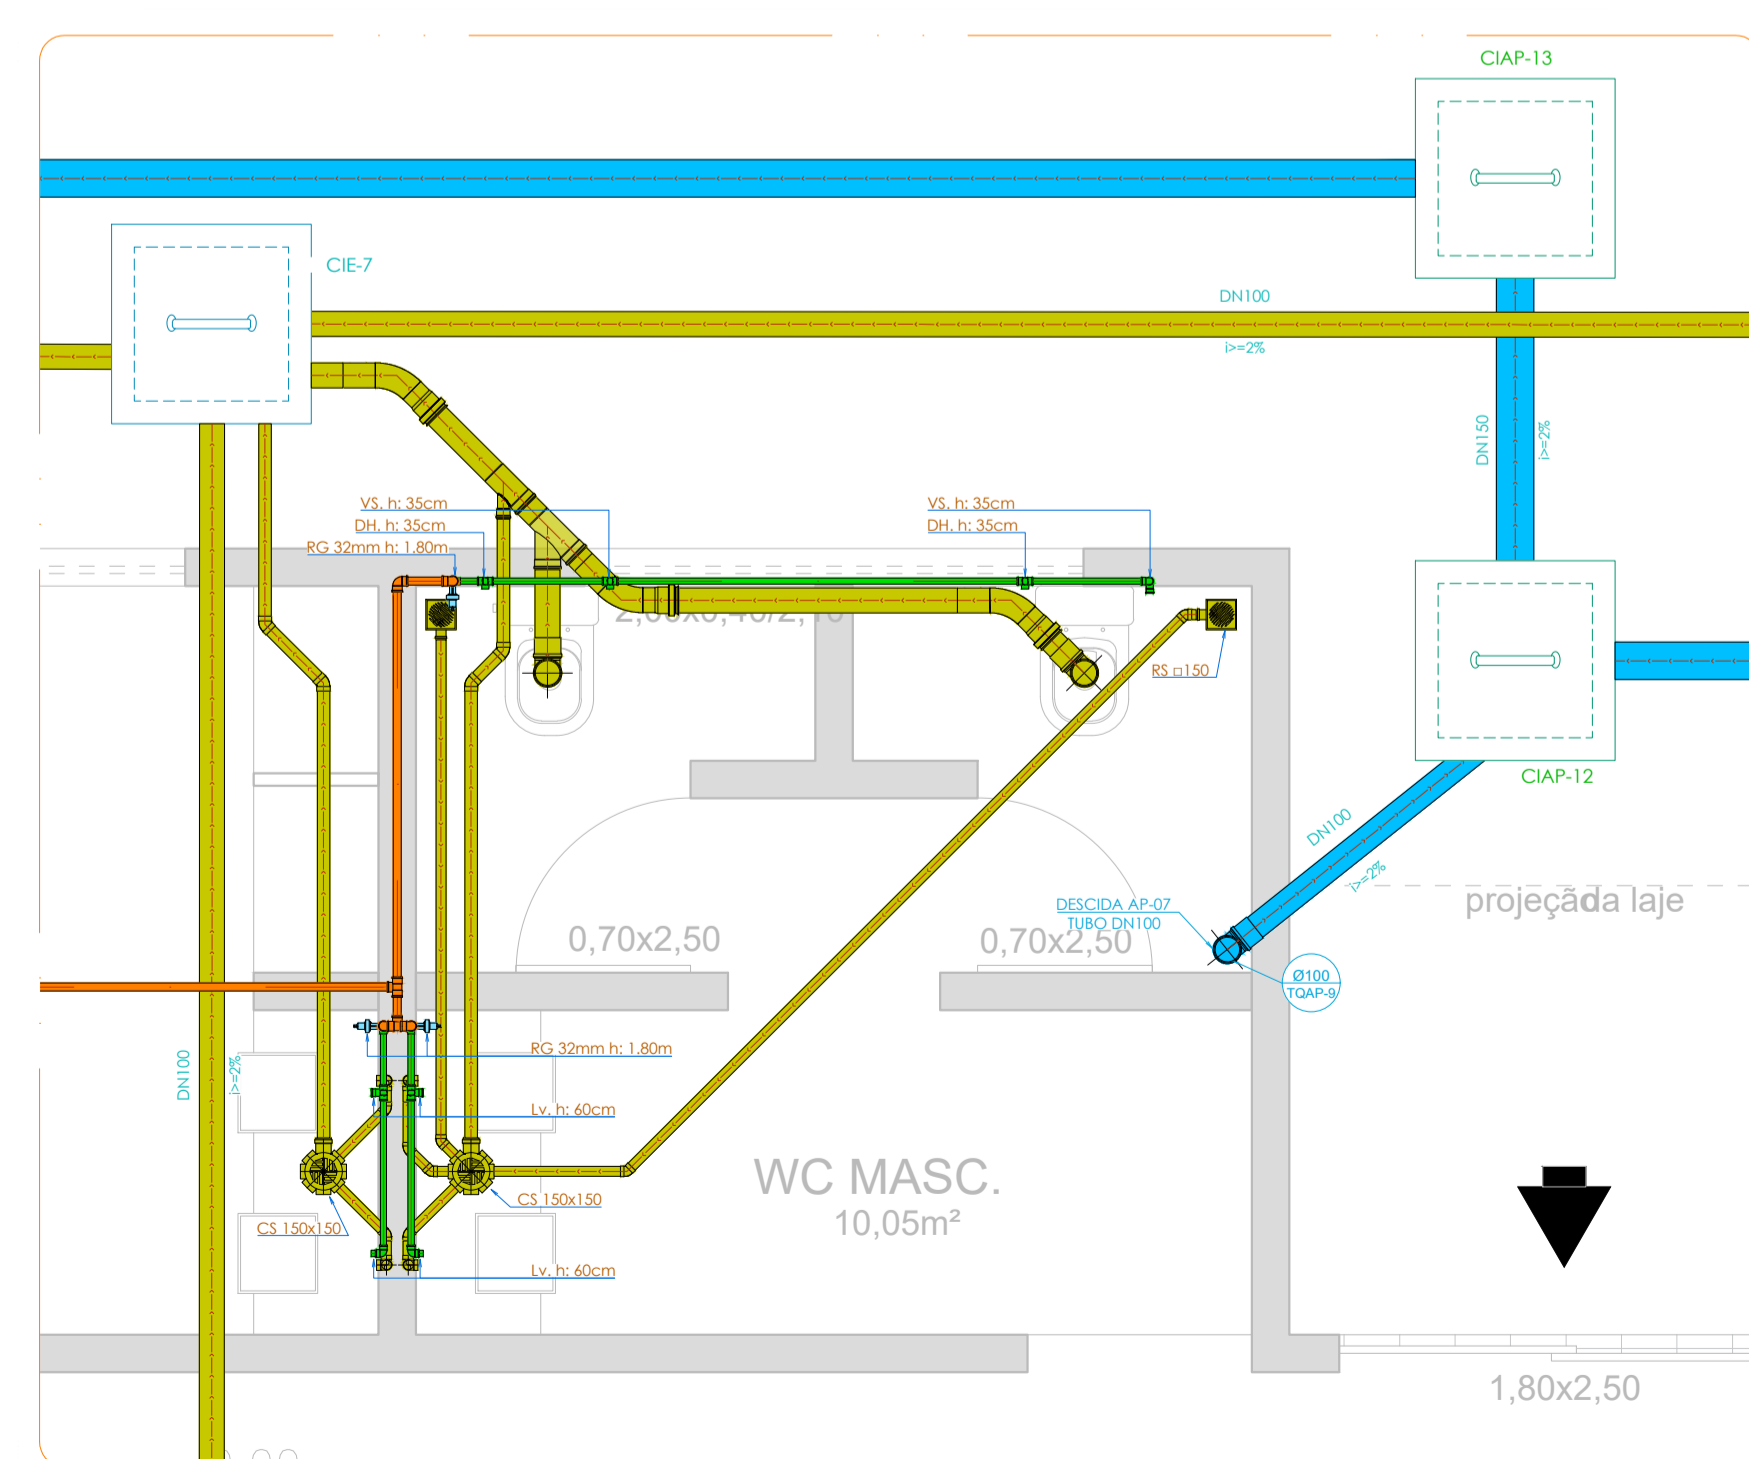 CIAP-13
CIE-7
DN100
i>=2%
DN150
i>=2%
VS. h: 35cm
DH. h: 35cm
RG 32mm h: 1.80m
VS. h: 35cm
DH. h: 35cm
RS □150
CIAP-12
DN100
i>=2%
projeção da laje
DESCIDA AP-07
TUBO DN100
0,70x2,50
0,70x2,50
Ø100
TQAP-9
RG 32mm h: 1.80m
DN100
i>=2%
Lv. h: 60cm
WC MASC.
10,05m²
CS 150x150
CS 150x150
Lv. h: 60cm
1,80x2,50